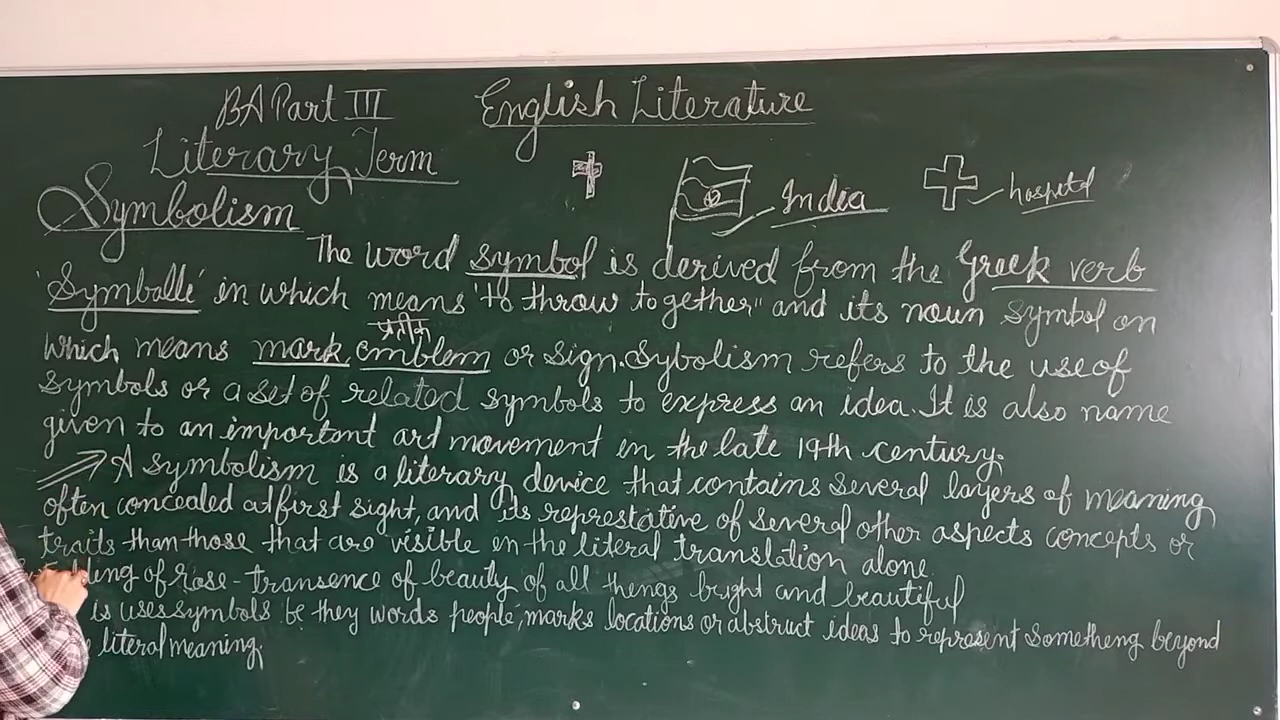 BA Part III English Literature
Literary Term
Symbolism
India
hospital
The word symbol is derived from the Greek verb
'Symballe' in which means "to throw together" and its noun symbol on
प्रतीक
which means mark, emblem or sign. Sybolism refers to the use of
symbols or a set of related symbols to express an idea. It is also name
given to an important art movement in the late 19th century.
A symbolism is a literary device that contains several layers of meaning
often concealed at first sight, and its represtative of several other aspects concepts or
traits than those that are visible in the literal translation alone.
of rose - transence of beauty of all things bright and beautiful
is uses symbols be they words people, marks locations or abstruct ideas to represent something beyond
literal meaning.